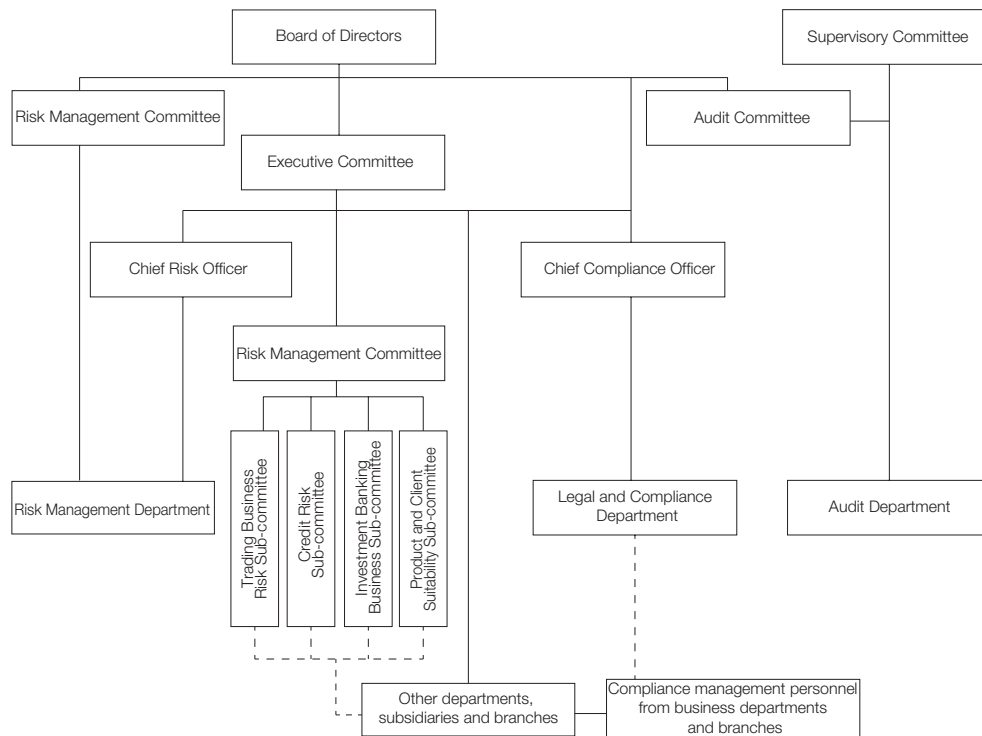 Board of Directors
Supervisory Committee
Risk Management Committee
Audit Committee
Executive Committee
Chief Risk Officer
Chief Compliance Officer
Risk Management Committee
Trading Business
Risk Sub-committee
Credit Risk
Sub-committee
Investment Banking
Business Sub-committee
Product and Client
Suitability Sub-committee
Risk Management Department
Legal and Compliance
Department
Audit Department
Other departments,
subsidiaries and branches
Compliance management personnel
from business departments
and branches